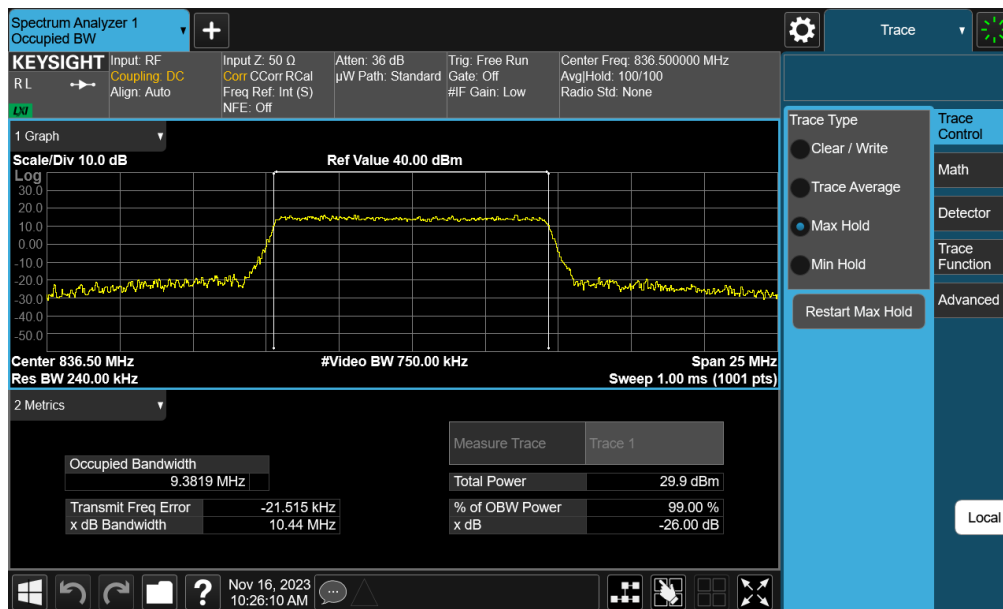 Spectrum Analyzer 1
Occupied BW
Trace
KEYSIGHT
R L
LXI
Input: RF
Coupling: DC
Align: Auto
Input Z: 50 Ω
Corr CCorr RCal
Freq Ref: Int (S)
NFE: Off
Atten: 36 dB
µW Path: Standard
Trig: Free Run
Gate: Off
#IF Gain: Low
Center Freq: 836.500000 MHz
Avg|Hold: 100/100
Radio Std: None
1 Graph
Scale/Div 10.0 dB
Ref Value 40.00 dBm
Log
30.0
20.0
10.0
0.00
-10.0
-20.0
-30.0
-40.0
-50.0
Center 836.50 MHz
#Video BW 750.00 kHz
Span 25 MHz
Res BW 240.00 kHz
Sweep 1.00 ms (1001 pts)
2 Metrics
Measure Trace
Trace 1
Occupied Bandwidth
9.3819 MHz
Total Power
29.9 dBm
Transmit Freq Error
-21.515 kHz
% of OBW Power
99.00 %
x dB Bandwidth
10.44 MHz
x dB
-26.00 dB
Trace Type
Clear / Write
Trace Average
Max Hold
Min Hold
Restart Max Hold
Trace
Control
Math
Detector
Trace
Function
Advanced
Local
?
Nov 16, 2023
10:26:10 AM